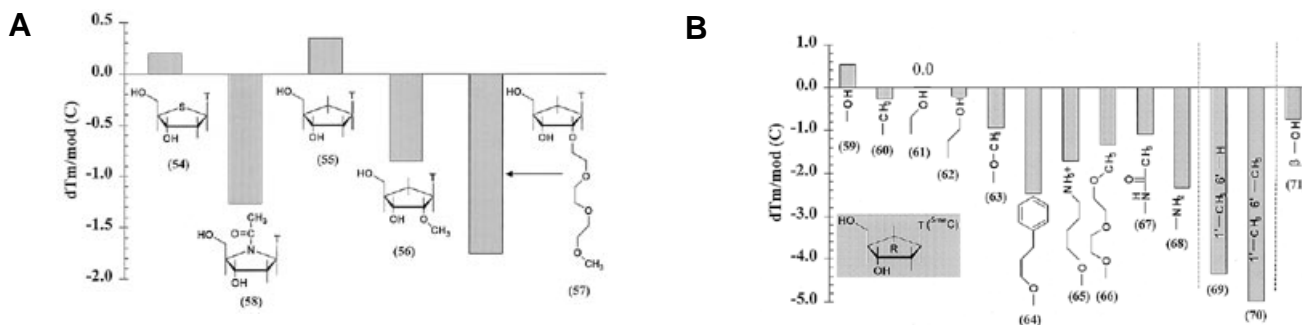 A
0.5
0.0
-0.5
-1.0
-1.5
-2.0
dTm/mod (C)
HO
S
T
OH
(54)
HO
CH₃
O=C
N
T
OH
(58)
HO
T
OH
(55)
HO
T
OH
O
CH₃
(56)
HO
T
OH
O
O
O
O
CH₃
(57)
B
1.0
0.0
-1.0
-2.0
-3.0
-4.0
-5.0
dTm/mod (C)
0.0
OH
(59)
CH₃
(60)
OH
(61)
OH
(62)
O
CH₃
(63)
O
(64)
NH₃+
O
(65)
O
CH₃
O
O
(66)
CH₃
O
N
H
(67)
NH₂
(68)
1'
CH₃
6'
H
(69)
1'
CH₃
6'
CH₃
(70)
β
OH
(71)
HO
R
T (5-meC)
OH